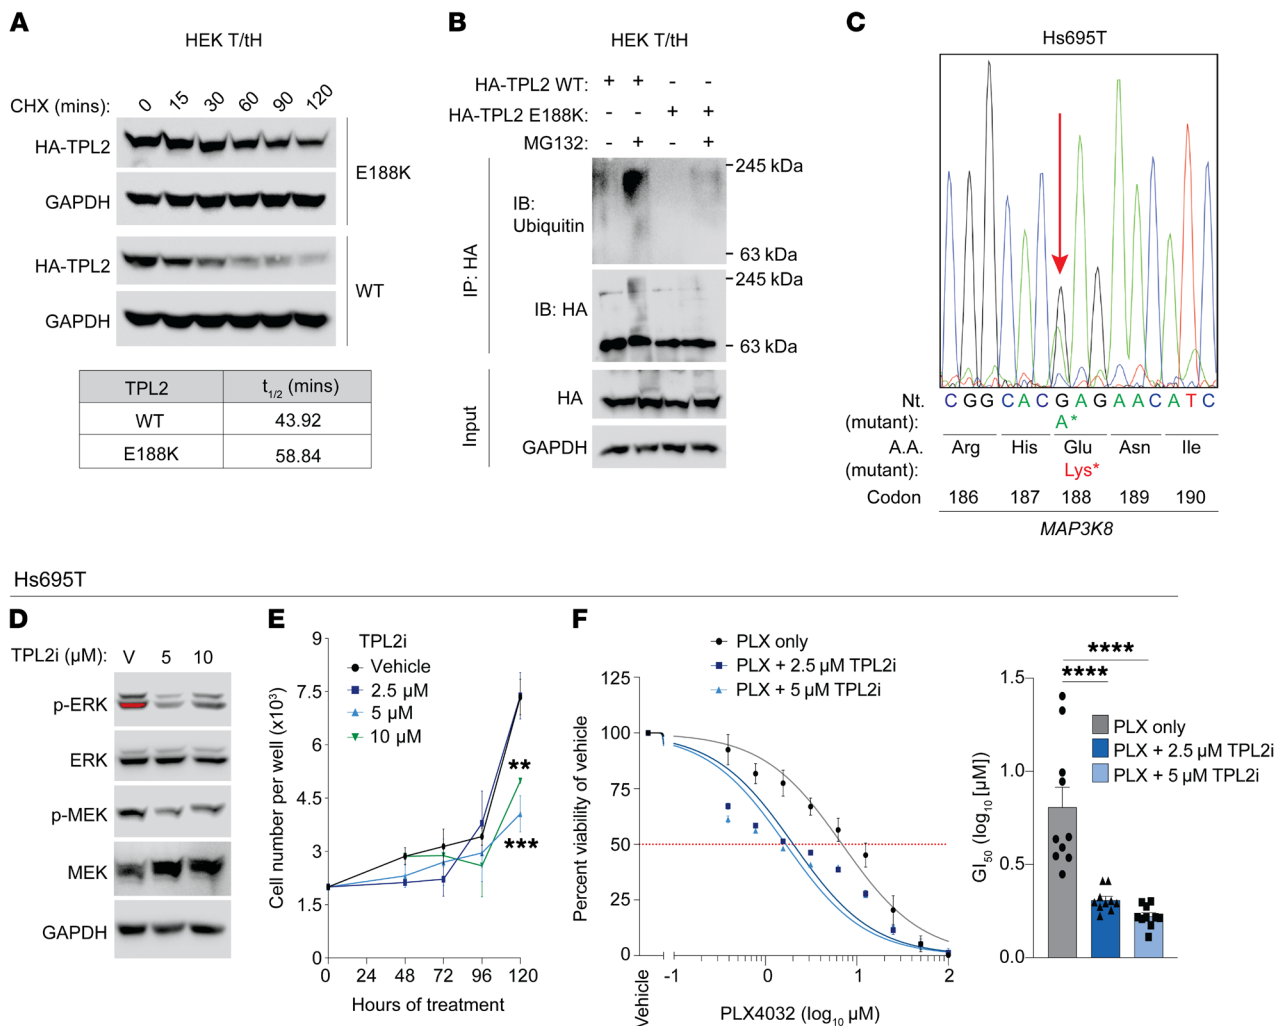 A
HEK T/tH
CHX (mins): 0 15 30 60 90 120
HA-TPL2
GAPDH
E188K
HA-TPL2
GAPDH
WT
TPL2 t1/2 (mins)
WT 43.92
E188K 58.84
B
HEK T/tH
HA-TPL2 WT: + + - -
HA-TPL2 E188K: - - + +
MG132: - + - +
IP: HA
IB: Ubiquitin
245 kDa
63 kDa
IB: HA
245 kDa
63 kDa
Input
HA
GAPDH
C
Hs695T
Nt. C G G C A C G A G A A C A T C
(mutant): A*
A.A. Arg His Glu Asn Ile
(mutant): Lys*
Codon 186 187 188 189 190
MAP3K8
Hs695T
D
TPL2i (µM): V 5 10
p-ERK
ERK
p-MEK
MEK
GAPDH
E
TPL2i
Vehicle
2.5 µM
5 µM
10 µM
Cell number per well (x10³)
9
7.5
6
4.5
3
1.5
0
**
***
0 24 48 72 96 120
Hours of treatment
F
PLX only
PLX + 2.5 µM TPL2i
PLX + 5 µM TPL2i
Percent viability of vehicle
125
100
75
50
25
0
Vehicle -1 0 1 2
PLX4032 (log10 µM)
GI50 (log10 [µM])
1.5
1.0
0.5
0.0
****
****
PLX only
PLX + 2.5 µM TPL2i
PLX + 5 µM TPL2i